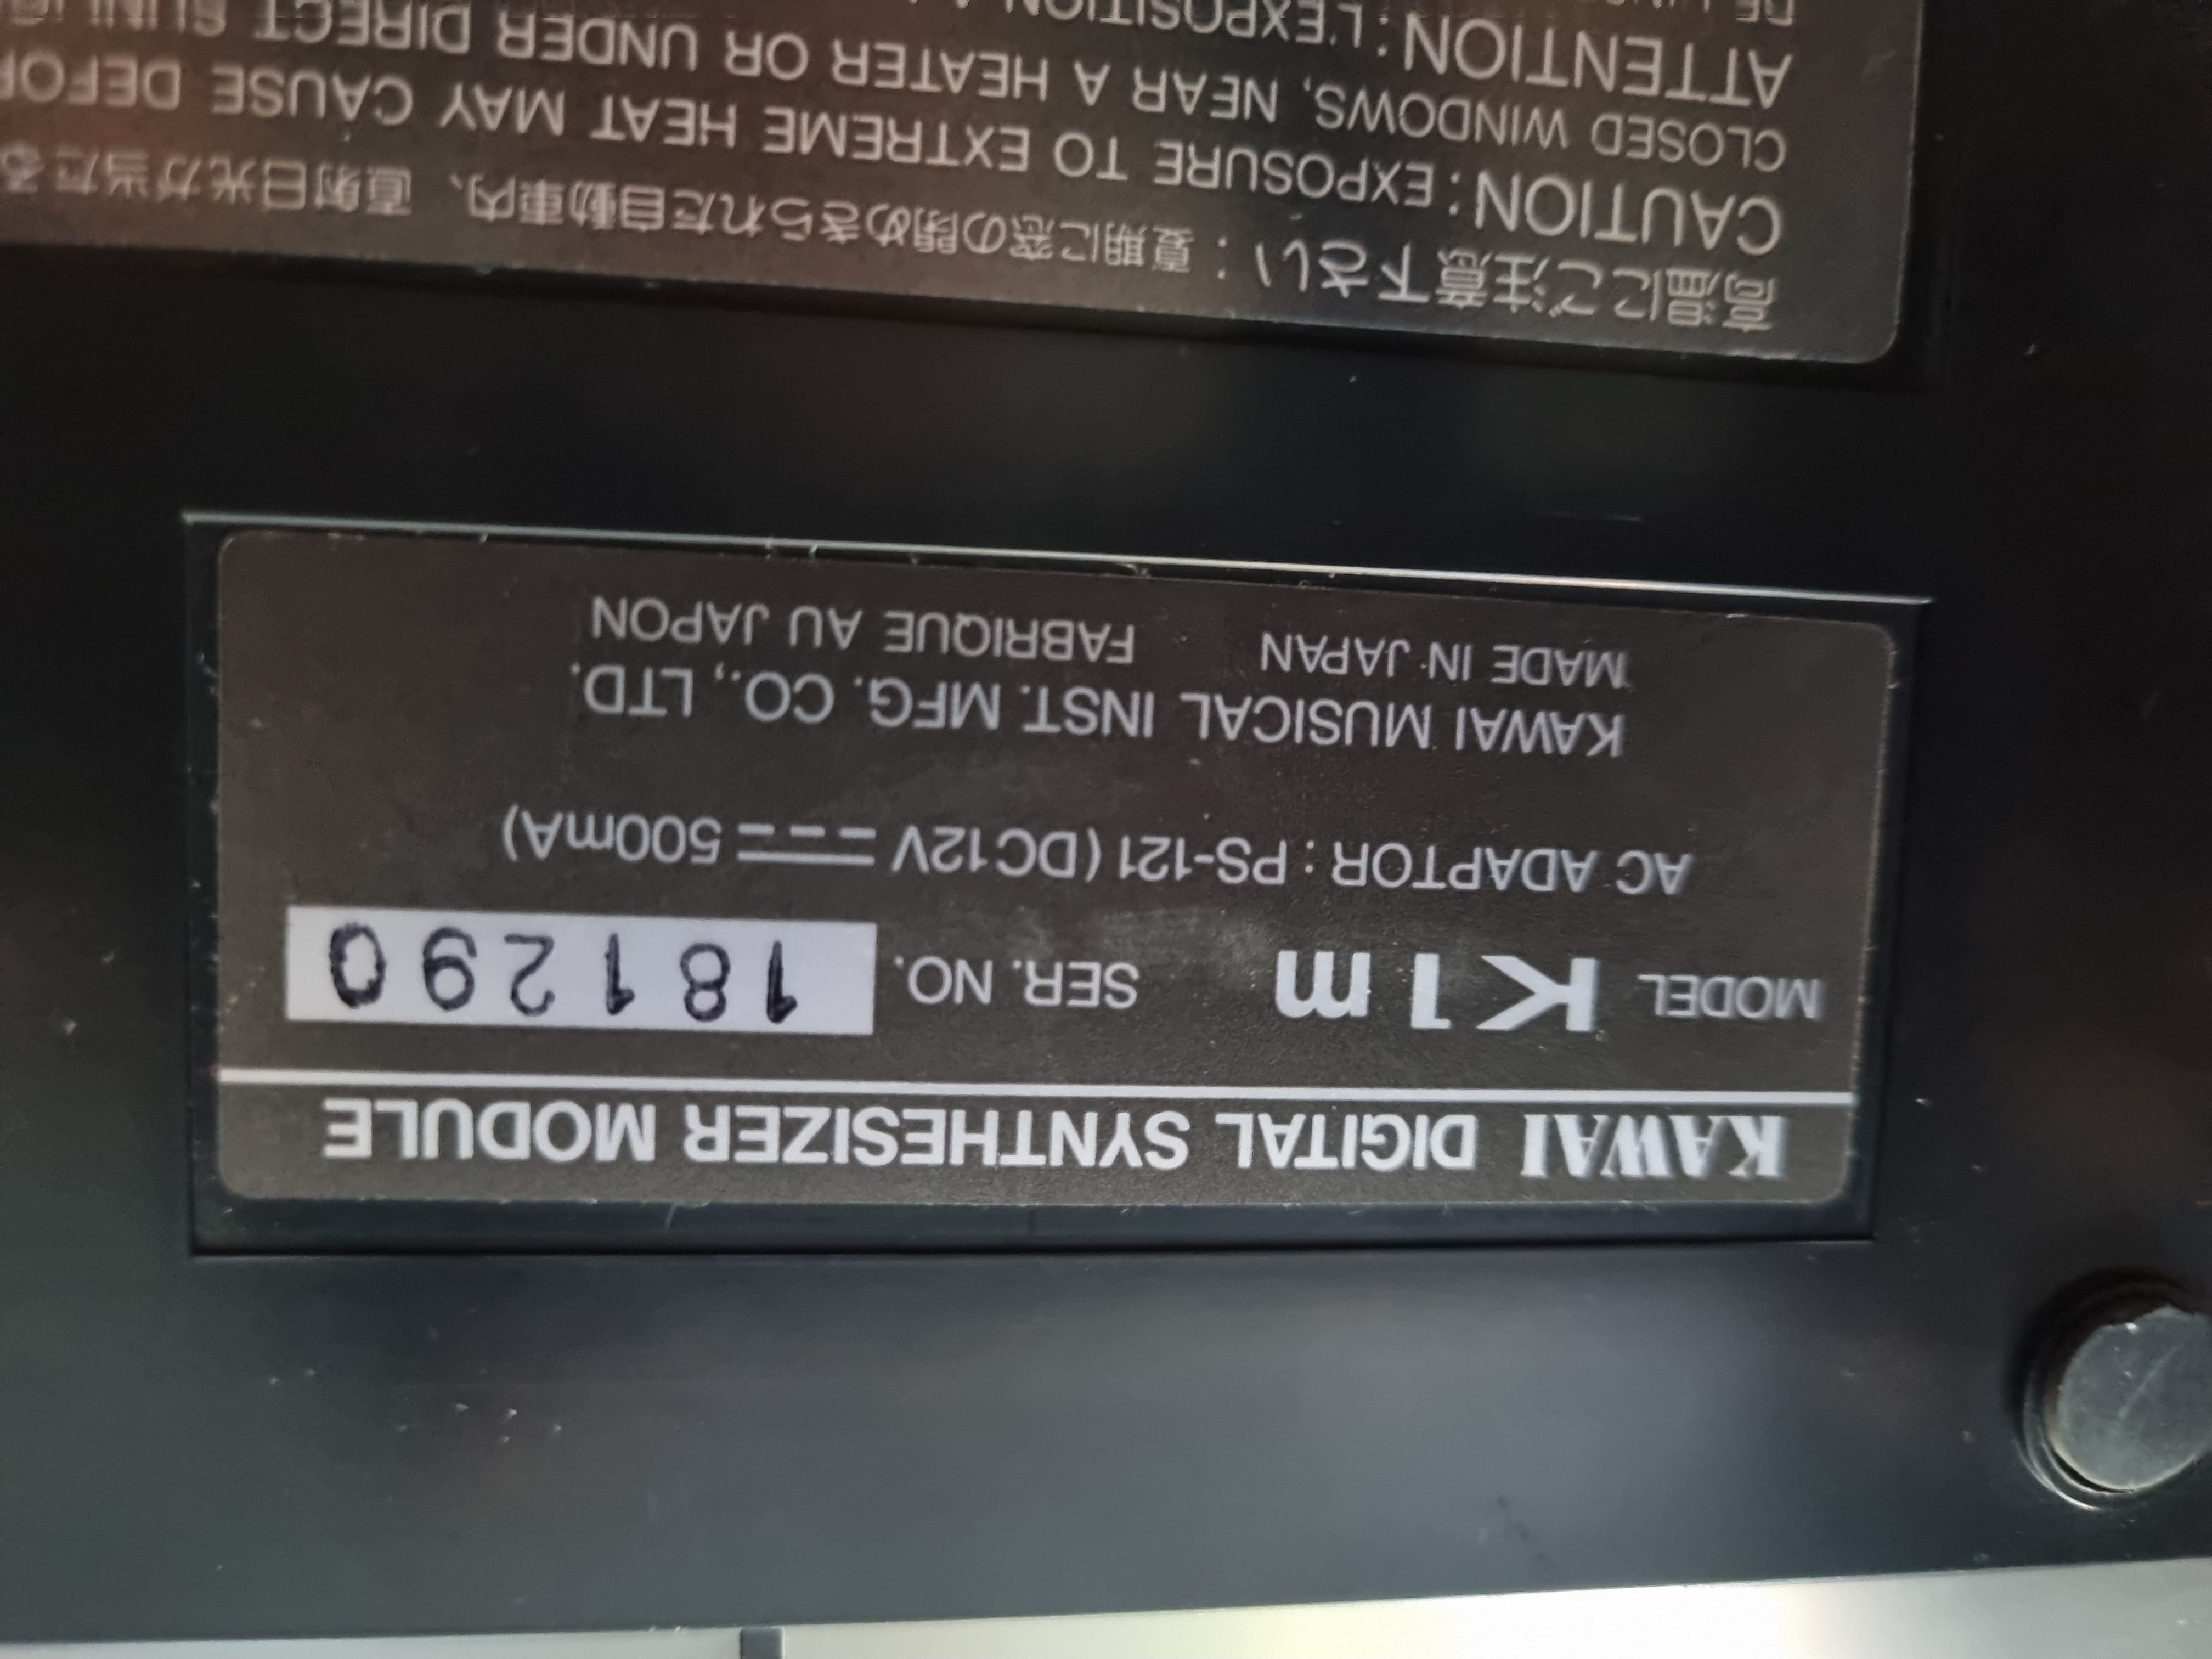 KAWAI DIGITAL SYNTHESIZER MODULE
MODEL K1m SER. NO. 181290
AC ADAPTOR : PS-121 (DC12V ⎓ 500mA)
KAWAI MUSICAL INST. MFG. CO., LTD.
MADE IN JAPAN FABRIQUE AU JAPON
高温にご注意下さい : 夏期に窓の閉めきられた自動車内、直射日光が当たる
CAUTION : EXPOSURE TO EXTREME HEAT MAY CAUSE
CLOSED WINDOWS, NEAR A HEATER OR UNDER DIRECT
ATTENTION : L'EXPOSITION
DE